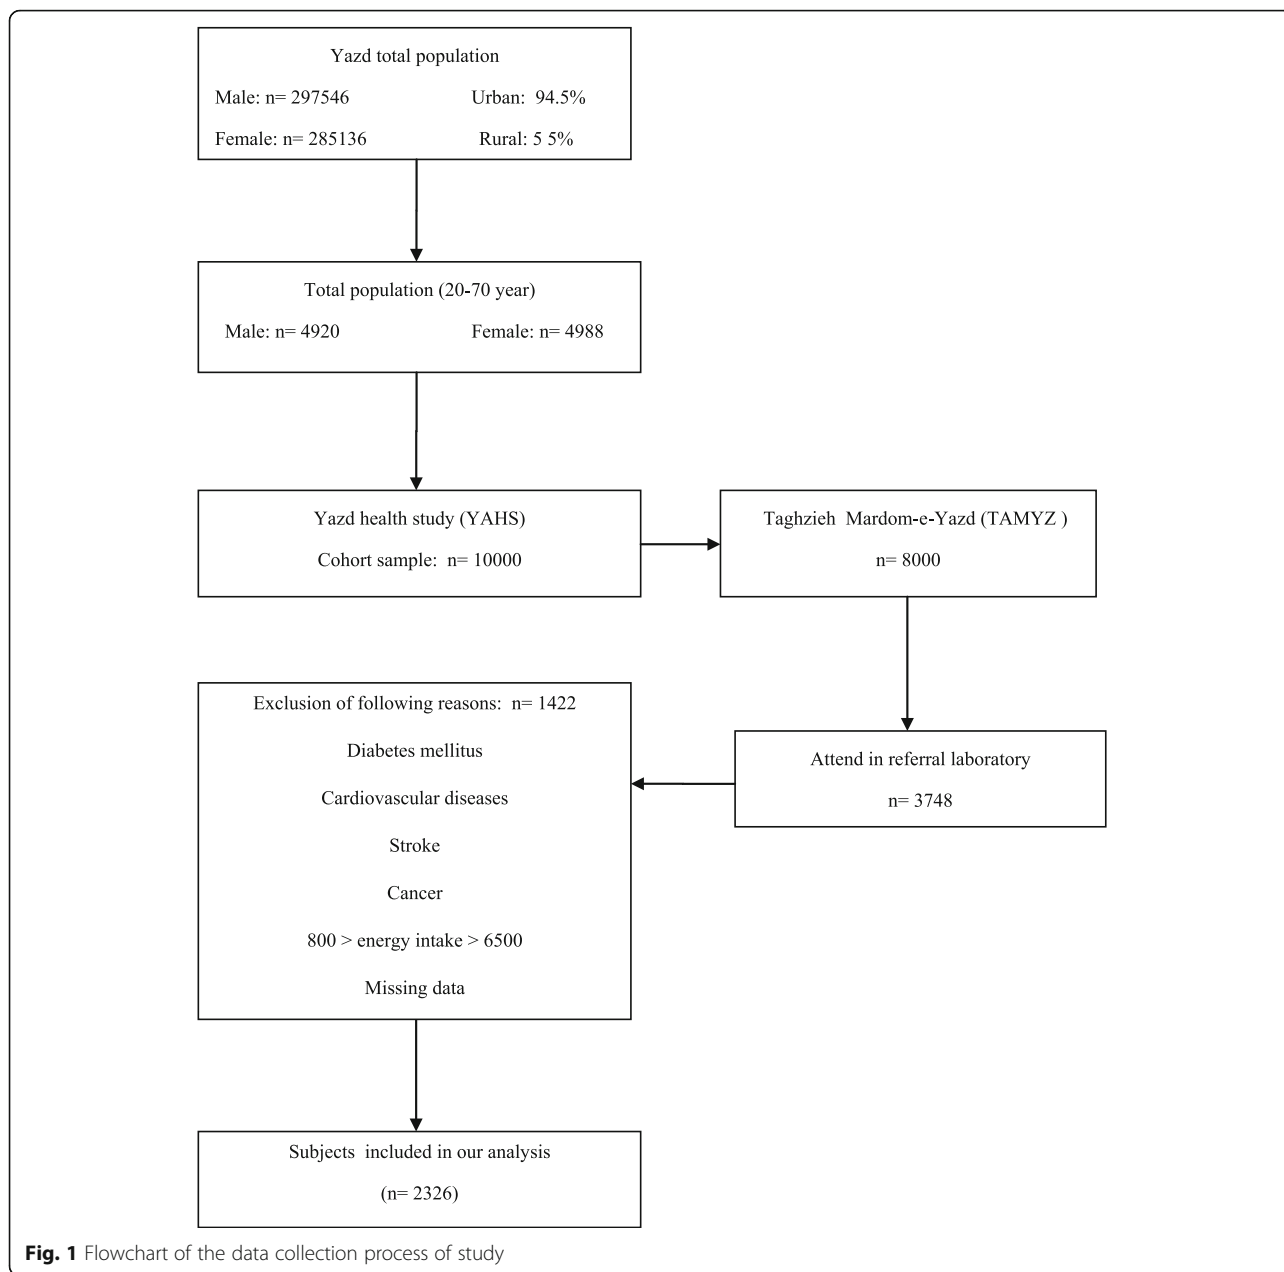 Yazd total population
Male: n= 297546 Urban: 94.5%
Female: n= 285136 Rural: 5 5%
Total population (20-70 year)
Male: n= 4920 Female: n= 4988
Yazd health study (YAHS)
Cohort sample: n= 10000
Taghzieh Mardom-e-Yazd (TAMYZ )
n= 8000
Attend in referral laboratory
n= 3748
Exclusion of following reasons: n= 1422
Diabetes mellitus
Cardiovascular diseases
Stroke
Cancer
800 > energy intake > 6500
Missing data
Subjects included in our analysis
(n= 2326)
Fig. 1 Flowchart of the data collection process of study